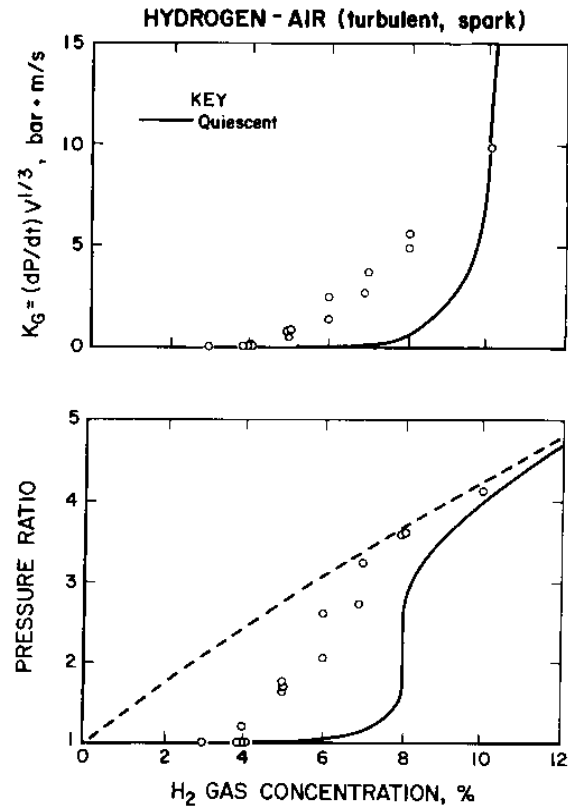 HYDROGEN - AIR (turbulent, spark)
15
10
5
0
K_G = (dP/dt) V^1/3, bar • m/s
KEY
Quiescent
5
4
3
2
1
PRESSURE RATIO
0 2 4 6 8 10 12
H₂ GAS CONCENTRATION, %